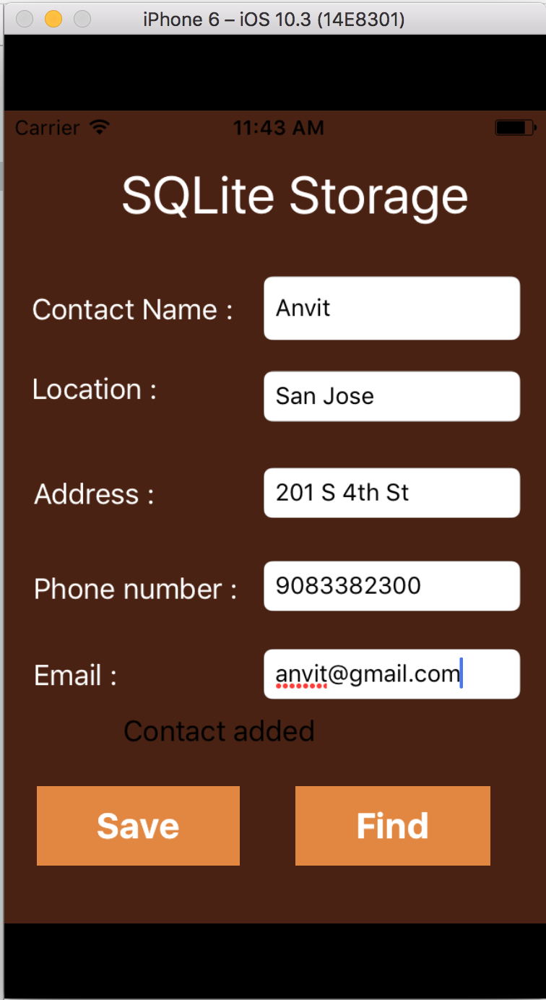 iPhone 6 – iOS 10.3 (14E8301)
Carrier 11:43 AM
SQLite Storage
Contact Name : Anvit
Location : San Jose
Address : 201 S 4th St
Phone number : 9083382300
Email : anvit@gmail.com
Contact added
Save Find